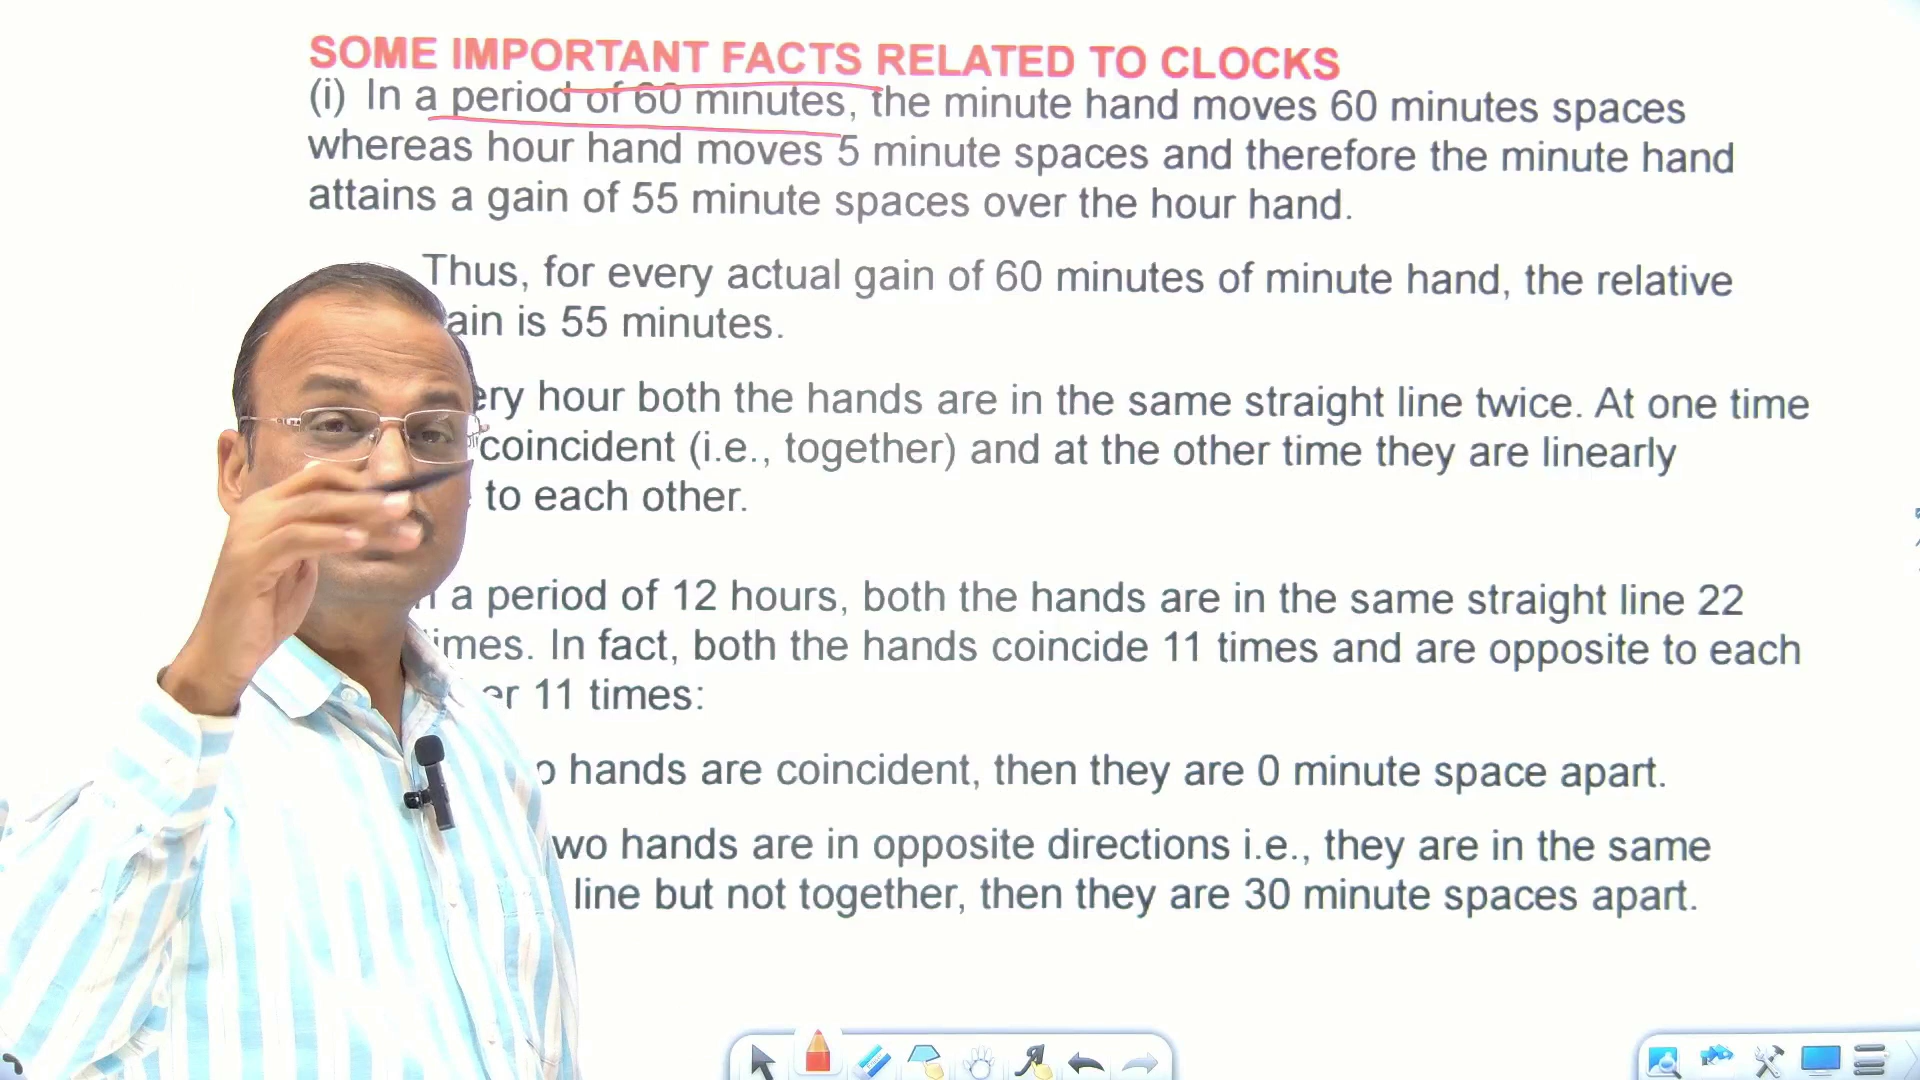 SOME IMPORTANT FACTS RELATED TO CLOCKS
(i) In a period of 60 minutes, the minute hand moves 60 minutes spaces
whereas hour hand moves 5 minute spaces and therefore the minute hand
attains a gain of 55 minute spaces over the hour hand.
Thus, for every actual gain of 60 minutes of minute hand, the relative
ain is 55 minutes.
ery hour both the hands are in the same straight line twice. At one time
coincident (i.e., together) and at the other time they are linearly
to each other.
a period of 12 hours, both the hands are in the same straight line 22
imes. In fact, both the hands coincide 11 times and are opposite to each
er 11 times:
o hands are coincident, then they are 0 minute space apart.
wo hands are in opposite directions i.e., they are in the same
line but not together, then they are 30 minute spaces apart.